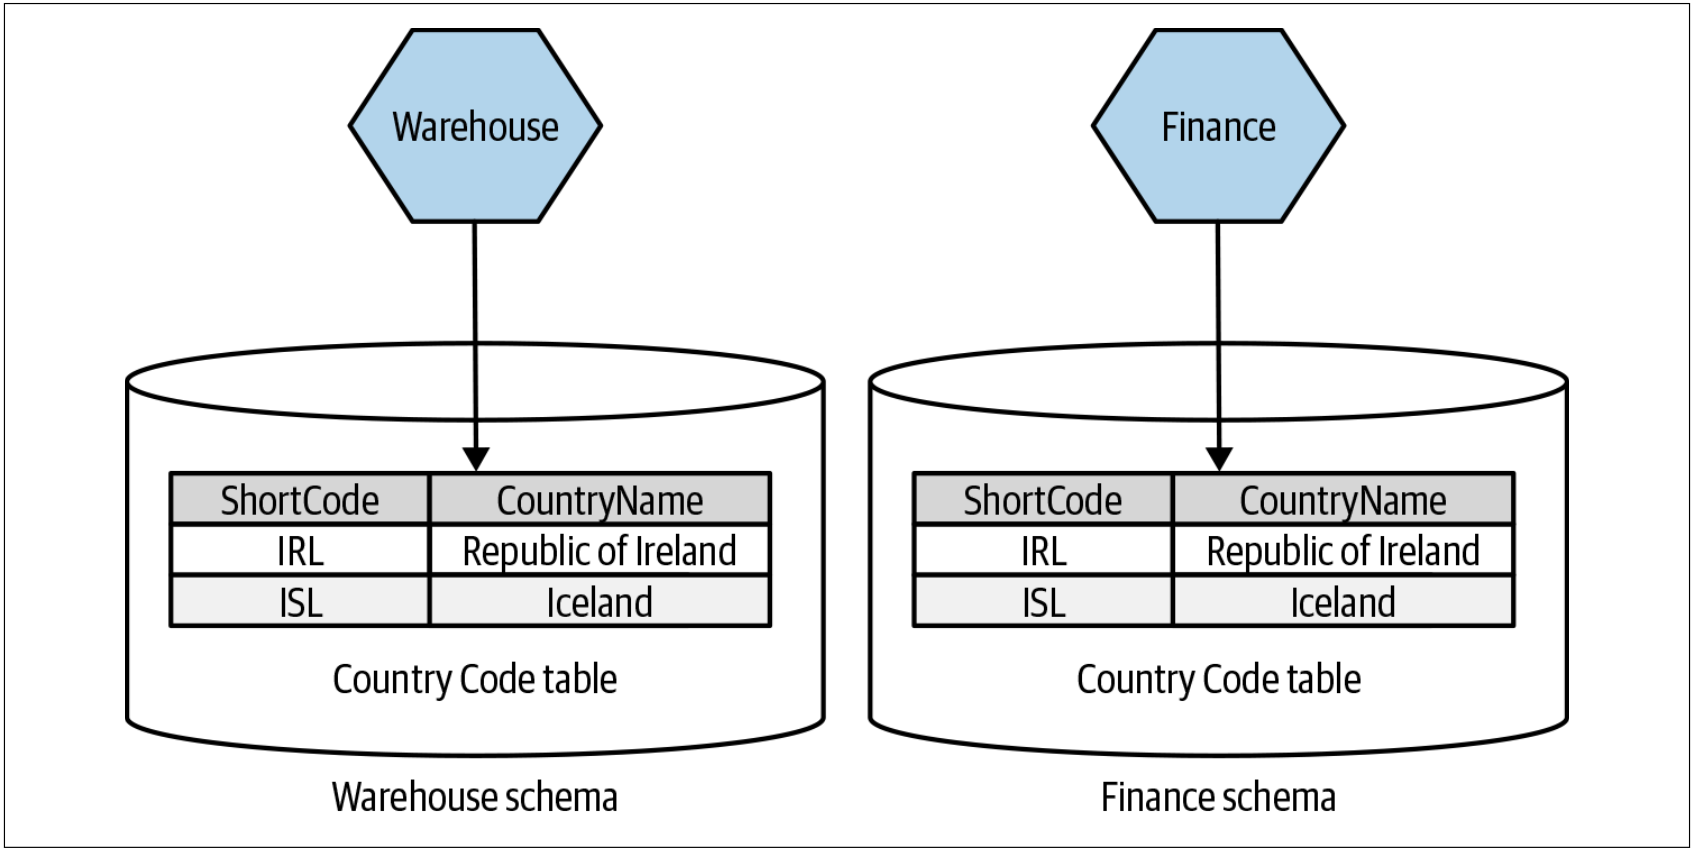 Warehouse
Finance
ShortCode CountryName
IRL Republic of Ireland
ISL Iceland
Country Code table
Warehouse schema
ShortCode CountryName
IRL Republic of Ireland
ISL Iceland
Country Code table
Finance schema